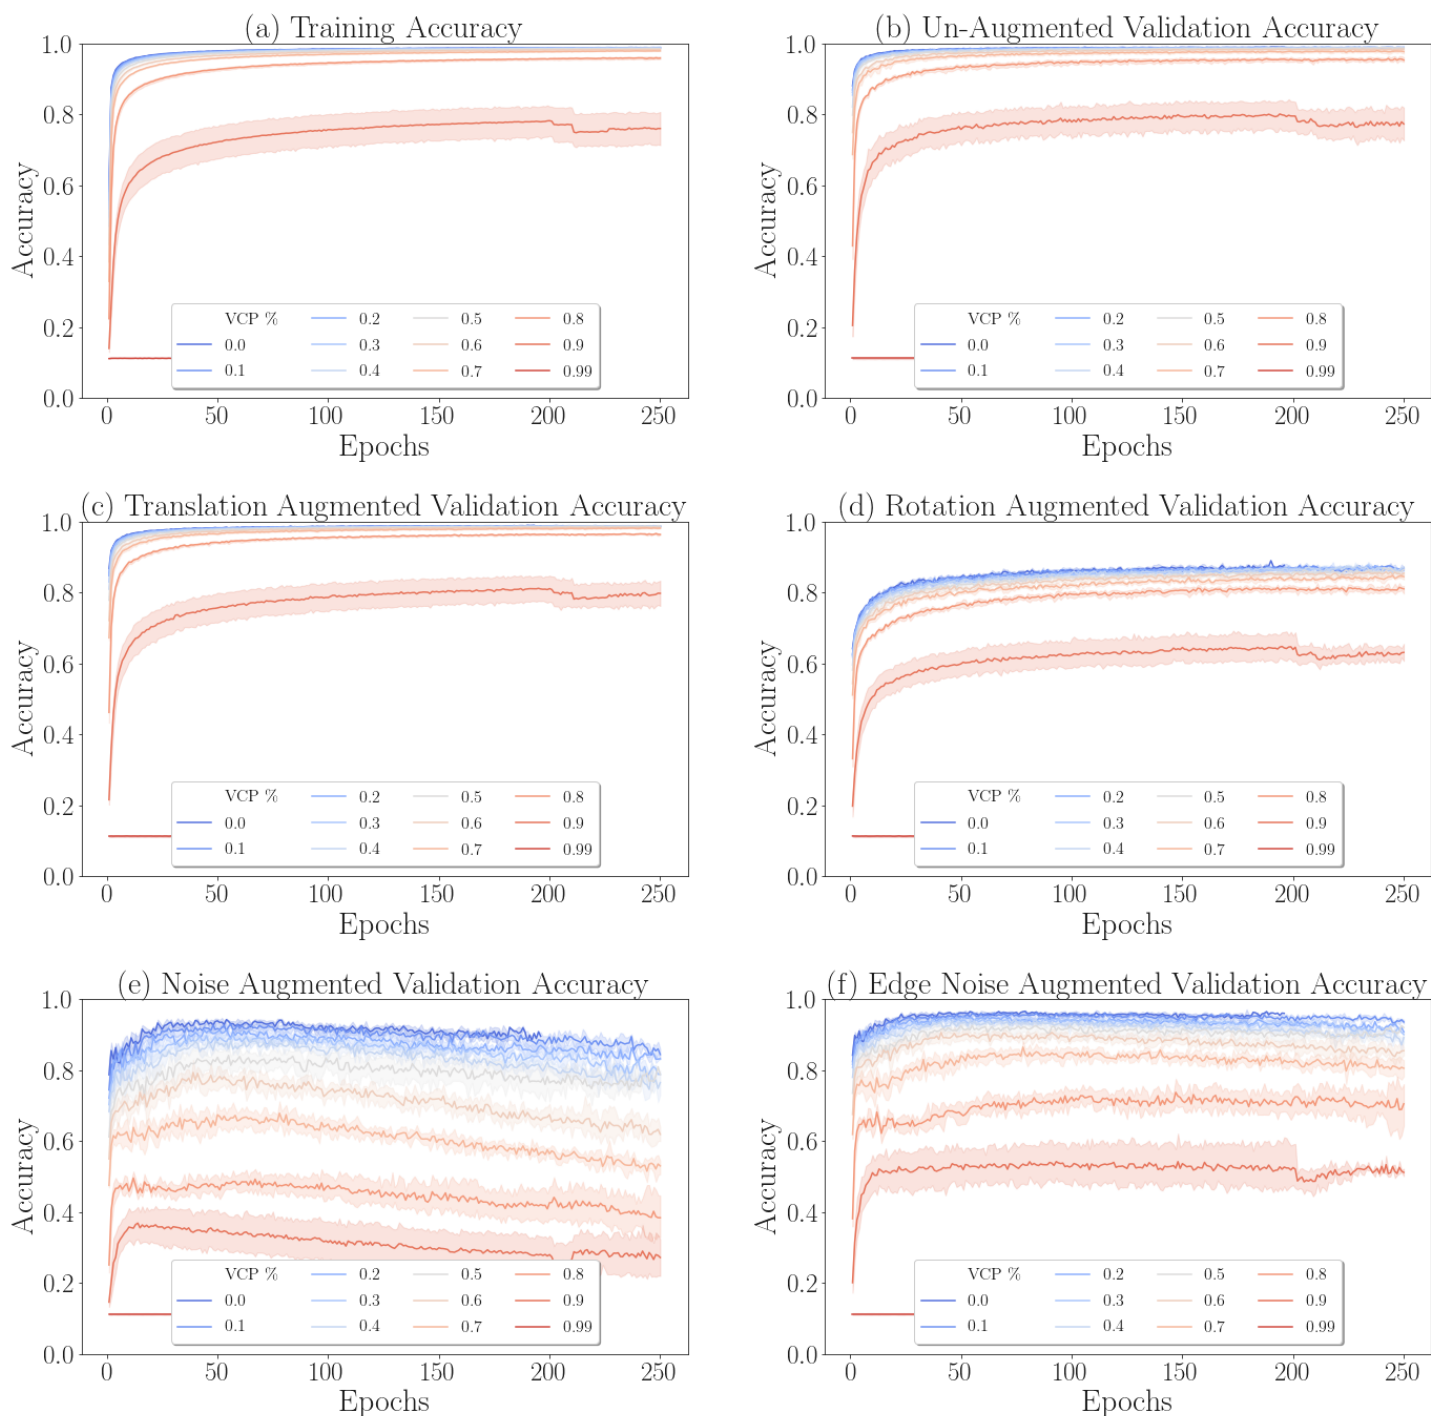 (a) Training Accuracy
1.0
0.8
0.6
0.4
0.2
0.0
Accuracy
VCP % 0.2 0.5 0.8
0.0 0.3 0.6 0.9
0.1 0.4 0.7 0.99
0 50 100 150 200 250
Epochs
(b) Un-Augmented Validation Accuracy
1.0
0.8
0.6
0.4
0.2
0.0
Accuracy
VCP % 0.2 0.5 0.8
0.0 0.3 0.6 0.9
0.1 0.4 0.7 0.99
0 50 100 150 200 250
Epochs
(c) Translation Augmented Validation Accuracy
1.0
0.8
0.6
0.4
0.2
0.0
Accuracy
VCP % 0.2 0.5 0.8
0.0 0.3 0.6 0.9
0.1 0.4 0.7 0.99
0 50 100 150 200 250
Epochs
(d) Rotation Augmented Validation Accuracy
1.0
0.8
0.6
0.4
0.2
0.0
Accuracy
VCP % 0.2 0.5 0.8
0.0 0.3 0.6 0.9
0.1 0.4 0.7 0.99
0 50 100 150 200 250
Epochs
(e) Noise Augmented Validation Accuracy
1.0
0.8
0.6
0.4
0.2
0.0
Accuracy
VCP % 0.2 0.5 0.8
0.0 0.3 0.6 0.9
0.1 0.4 0.7 0.99
0 50 100 150 200 250
Epochs
(f) Edge Noise Augmented Validation Accuracy
1.0
0.8
0.6
0.4
0.2
0.0
Accuracy
VCP % 0.2 0.5 0.8
0.0 0.3 0.6 0.9
0.1 0.4 0.7 0.99
0 50 100 150 200 250
Epochs